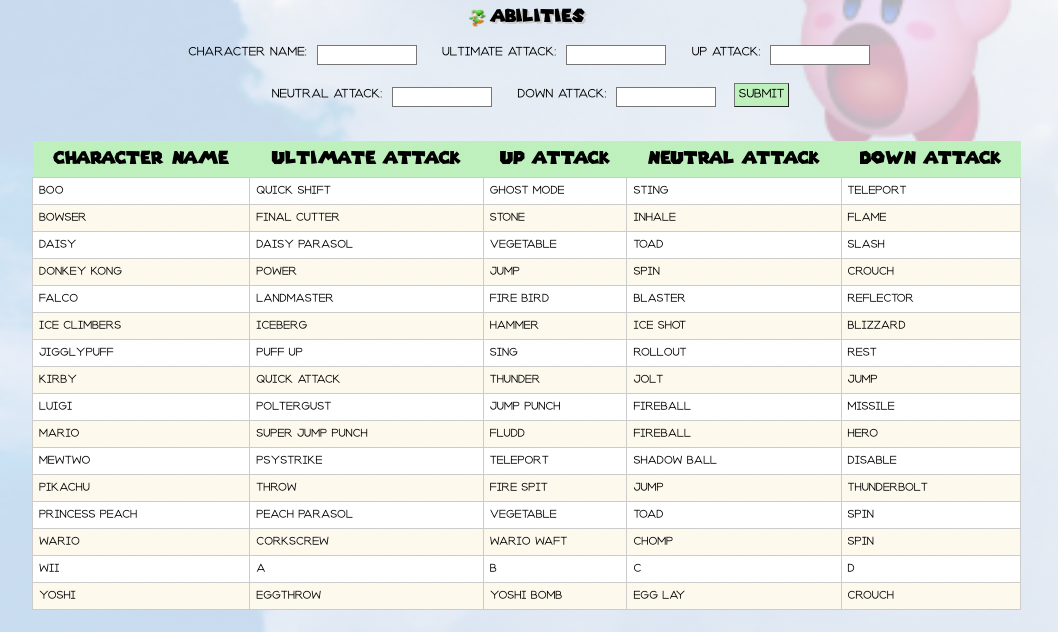 ABILITIES
CHARACTER NAME: ULTIMATE ATTACK: UP ATTACK:
NEUTRAL ATTACK: DOWN ATTACK: SUBMIT
CHARACTER NAME ULTIMATE ATTACK UP ATTACK NEUTRAL ATTACK DOWN ATTACK
BOO QUICK SHIFT GHOST MODE STING TELEPORT
BOWSER FINAL CUTTER STONE INHALE FLAME
DAISY DAISY PARASOL VEGETABLE TOAD SLASH
DONKEY KONG POWER JUMP SPIN CROUCH
FALCO LANDMASTER FIRE BIRD BLASTER REFLECTOR
ICE CLIMBERS ICEBERG HAMMER ICE SHOT BLIZZARD
JIGGLYPUFF PUFF UP SING ROLLOUT REST
KIRBY QUICK ATTACK THUNDER JOLT JUMP
LUIGI POLTERGUST JUMP PUNCH FIREBALL MISSILE
MARIO SUPER JUMP PUNCH FLUDD FIREBALL HERO
MEWTWO PSYSTRIKE TELEPORT SHADOW BALL DISABLE
PIKACHU THROW FIRE SPIT JUMP THUNDERBOLT
PRINCESS PEACH PEACH PARASOL VEGETABLE TOAD SPIN
WARIO CORKSCREW WARIO WAFT CHOMP SPIN
WII A B C D
YOSHI EGGTHROW YOSHI BOMB EGG LAY CROUCH